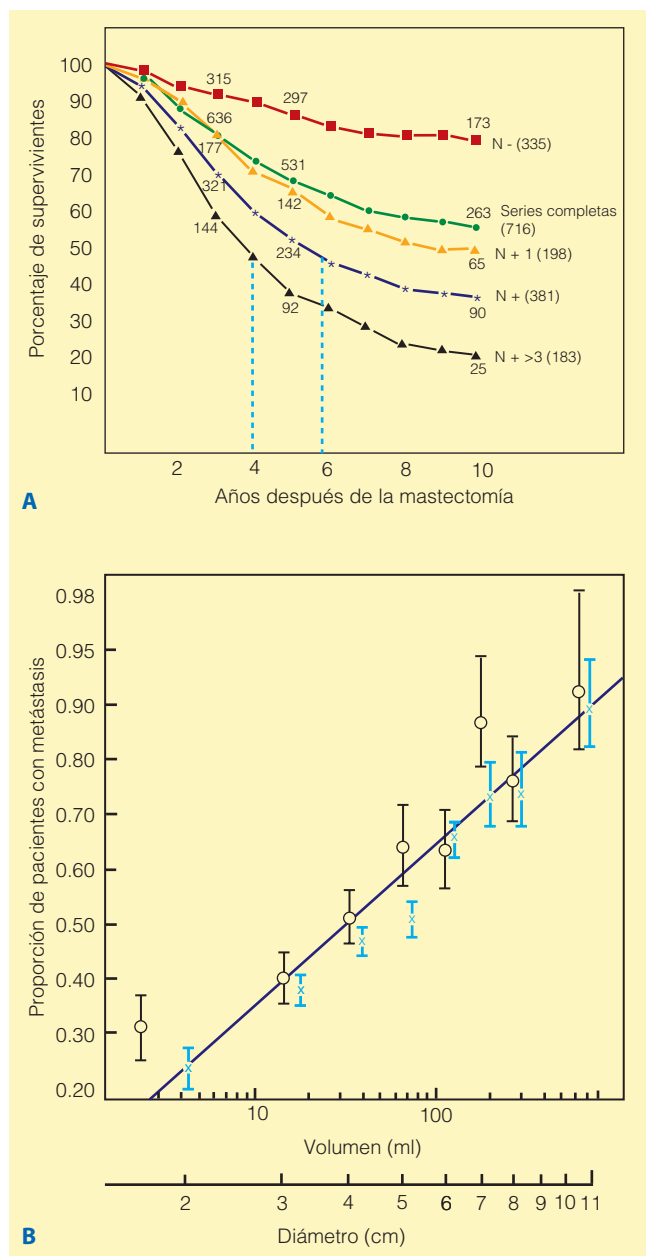 Porcentaje de supervivientes
100
90
80
70
60
50
40
30
20
10
315
297
173
N - (335)
636
531
263
Series completas
(716)
177
142
65
N + 1 (198)
321
234
90
N + (381)
144
92
25
N + >3 (183)
2 4 6 8 10
Años después de la mastectomía
A
Proporción de pacientes con metástasis
0.98
0.95
0.90
0.80
0.70
0.60
0.50
0.40
0.30
0.20
10 100
Volumen (ml)
2 3 4 5 6 7 8 9 10 11
Diámetro (cm)
B